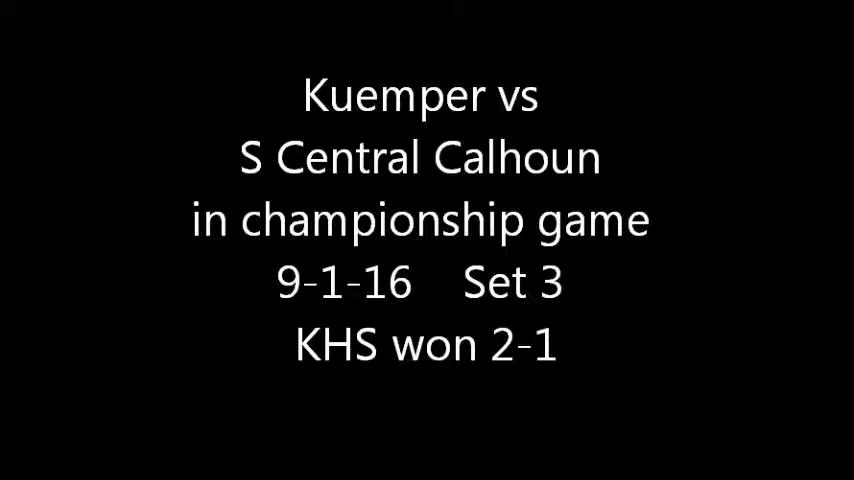 Kuemper vs
S Central Calhoun
in championship game
9-1-16 Set 3
KHS won 2-1